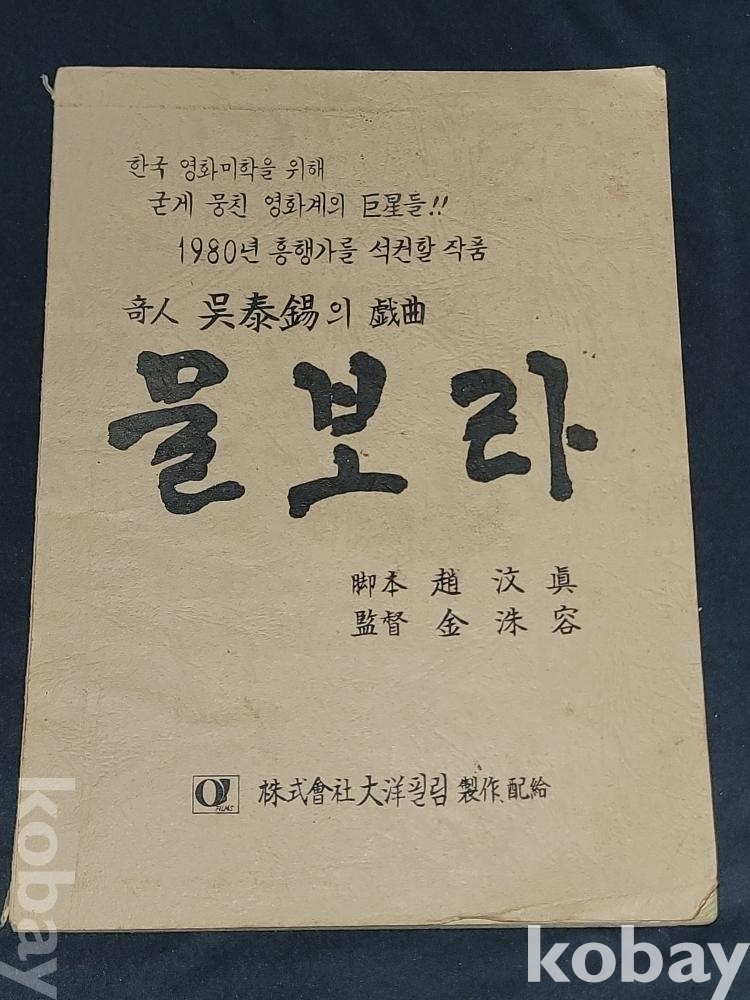 한국 영화미학을 위해
굳게 뭉친 영화계의 巨星들!!
1980년 흥행가를 석컨할 작품
奇人 吳泰錫의 戱曲
물보라
脚本 趙汶眞
監督 金洙容
FILMS
株式會社 大洋필림 製作, 配給
kobay
kobay